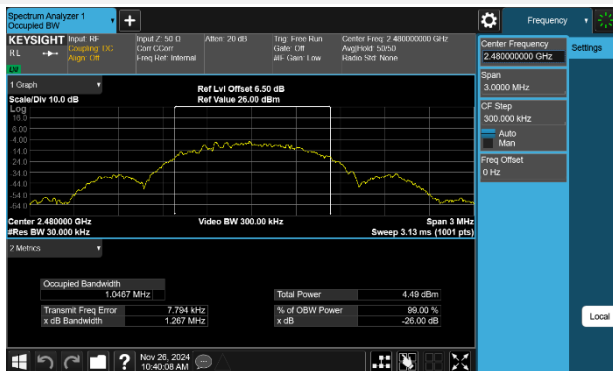 Spectrum Analyzer 1
Occupied BW
Frequency
KEYSIGHT
RL
Input: RF
Coupling: DC
Align: Off
Input Z: 50 Ω
Corr CCorr
Freq Ref: Internal
Atten: 20 dB
Trig: Free Run
Gate: Off
#IF Gain: Low
Center Freq: 2.480000000 GHz
Avg|Hold: 50/50
Radio Std: None
Center Frequency
2.480000000 GHz
Settings
Span
3.0000 MHz
CF Step
300.000 kHz
Auto
Man
Freq Offset
0 Hz
1 Graph
Ref Lvl Offset 6.50 dB
Scale/Div 10.0 dB
Ref Value 26.00 dBm
Log
16.0
6.00
-4.00
-14.0
-24.0
-34.0
-44.0
-54.0
-64.0
Center 2.480000 GHz
Video BW 300.00 kHz
Span 3 MHz
#Res BW 30.000 kHz
Sweep 3.13 ms (1001 pts)
2 Metrics
Occupied Bandwidth
1.0467 MHz
Total Power
4.49 dBm
Transmit Freq Error
7.794 kHz
% of OBW Power
99.00 %
x dB Bandwidth
1.267 MHz
x dB
-26.00 dB
Local
?
Nov 26, 2024
10:40:08 AM